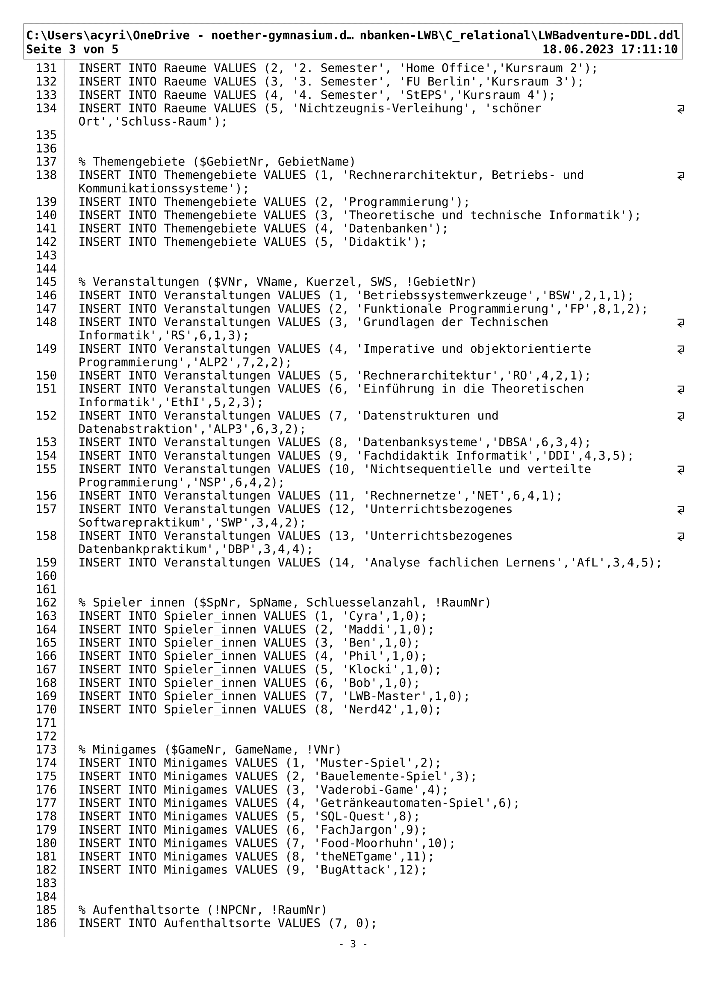 C:\Users\acyri\OneDrive - noether-gymnasium.d… nbanken-LWB\C_relational\LWBadventure-DDL.ddl
Seite 3 von 5 18.06.2023 17:11:10
131 INSERT INTO Raeume VALUES (2, '2. Semester', 'Home Office','Kursraum 2');
132 INSERT INTO Raeume VALUES (3, '3. Semester', 'FU Berlin','Kursraum 3');
133 INSERT INTO Raeume VALUES (4, '4. Semester', 'StEPS','Kursraum 4');
134 INSERT INTO Raeume VALUES (5, 'Nichtzeugnis-Verleihung', 'schöner
Ort','Schluss-Raum');
135
136
137 % Themengebiete ($GebietNr, GebietName)
138 INSERT INTO Themengebiete VALUES (1, 'Rechnerarchitektur, Betriebs- und
Kommunikationssysteme');
139 INSERT INTO Themengebiete VALUES (2, 'Programmierung');
140 INSERT INTO Themengebiete VALUES (3, 'Theoretische und technische Informatik');
141 INSERT INTO Themengebiete VALUES (4, 'Datenbanken');
142 INSERT INTO Themengebiete VALUES (5, 'Didaktik');
143
144
145 % Veranstaltungen ($VNr, VName, Kuerzel, SWS, !GebietNr)
146 INSERT INTO Veranstaltungen VALUES (1, 'Betriebssystemwerkzeuge','BSW',2,1,1);
147 INSERT INTO Veranstaltungen VALUES (2, 'Funktionale Programmierung','FP',8,1,2);
148 INSERT INTO Veranstaltungen VALUES (3, 'Grundlagen der Technischen
Informatik','RS',6,1,3);
149 INSERT INTO Veranstaltungen VALUES (4, 'Imperative und objektorientierte
Programmierung','ALP2',7,2,2);
150 INSERT INTO Veranstaltungen VALUES (5, 'Rechnerarchitektur','RO',4,2,1);
151 INSERT INTO Veranstaltungen VALUES (6, 'Einführung in die Theoretischen
Informatik','EthI',5,2,3);
152 INSERT INTO Veranstaltungen VALUES (7, 'Datenstrukturen und
Datenabstraktion','ALP3',6,3,2);
153 INSERT INTO Veranstaltungen VALUES (8, 'Datenbanksysteme','DBSA',6,3,4);
154 INSERT INTO Veranstaltungen VALUES (9, 'Fachdidaktik Informatik','DDI',4,3,5);
155 INSERT INTO Veranstaltungen VALUES (10, 'Nichtsequentielle und verteilte
Programmierung','NSP',6,4,2);
156 INSERT INTO Veranstaltungen VALUES (11, 'Rechnernetze','NET',6,4,1);
157 INSERT INTO Veranstaltungen VALUES (12, 'Unterrichtsbezogenes
Softwarepraktikum','SWP',3,4,2);
158 INSERT INTO Veranstaltungen VALUES (13, 'Unterrichtsbezogenes
Datenbankpraktikum','DBP',3,4,4);
159 INSERT INTO Veranstaltungen VALUES (14, 'Analyse fachlichen Lernens','AfL',3,4,5);
160
161
162 % Spieler_innen ($SpNr, SpName, Schluesselanzahl, !RaumNr)
163 INSERT INTO Spieler_innen VALUES (1, 'Cyra',1,0);
164 INSERT INTO Spieler_innen VALUES (2, 'Maddi',1,0);
165 INSERT INTO Spieler_innen VALUES (3, 'Ben',1,0);
166 INSERT INTO Spieler_innen VALUES (4, 'Phil',1,0);
167 INSERT INTO Spieler_innen VALUES (5, 'Klocki',1,0);
168 INSERT INTO Spieler_innen VALUES (6, 'Bob',1,0);
169 INSERT INTO Spieler_innen VALUES (7, 'LWB-Master',1,0);
170 INSERT INTO Spieler_innen VALUES (8, 'Nerd42',1,0);
171
172
173 % Minigames ($GameNr, GameName, !VNr)
174 INSERT INTO Minigames VALUES (1, 'Muster-Spiel',2);
175 INSERT INTO Minigames VALUES (2, 'Bauelemente-Spiel',3);
176 INSERT INTO Minigames VALUES (3, 'Vaderobi-Game',4);
177 INSERT INTO Minigames VALUES (4, 'Getränkeautomaten-Spiel',6);
178 INSERT INTO Minigames VALUES (5, 'SQL-Quest',8);
179 INSERT INTO Minigames VALUES (6, 'FachJargon',9);
180 INSERT INTO Minigames VALUES (7, 'Food-Moorhuhn',10);
181 INSERT INTO Minigames VALUES (8, 'theNETgame',11);
182 INSERT INTO Minigames VALUES (9, 'BugAttack',12);
183
184
185 % Aufenthaltsorte (!NPCNr, !RaumNr)
186 INSERT INTO Aufenthaltsorte VALUES (7, 0);
- 3 -